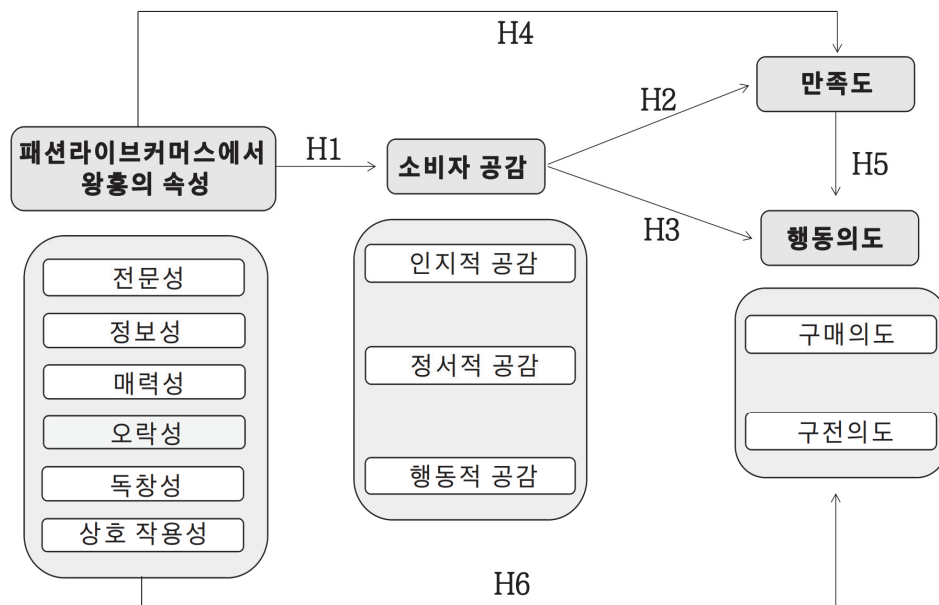 H4
만족도
H2
패션라이브커머스에서
왕홍의 속성
H1
소비자 공감
H5
H3
행동의도
전문성
정보성
매력성
오락성
독창성
상호 작용성
인지적 공감
정서적 공감
행동적 공감
구매의도
구전의도
H6